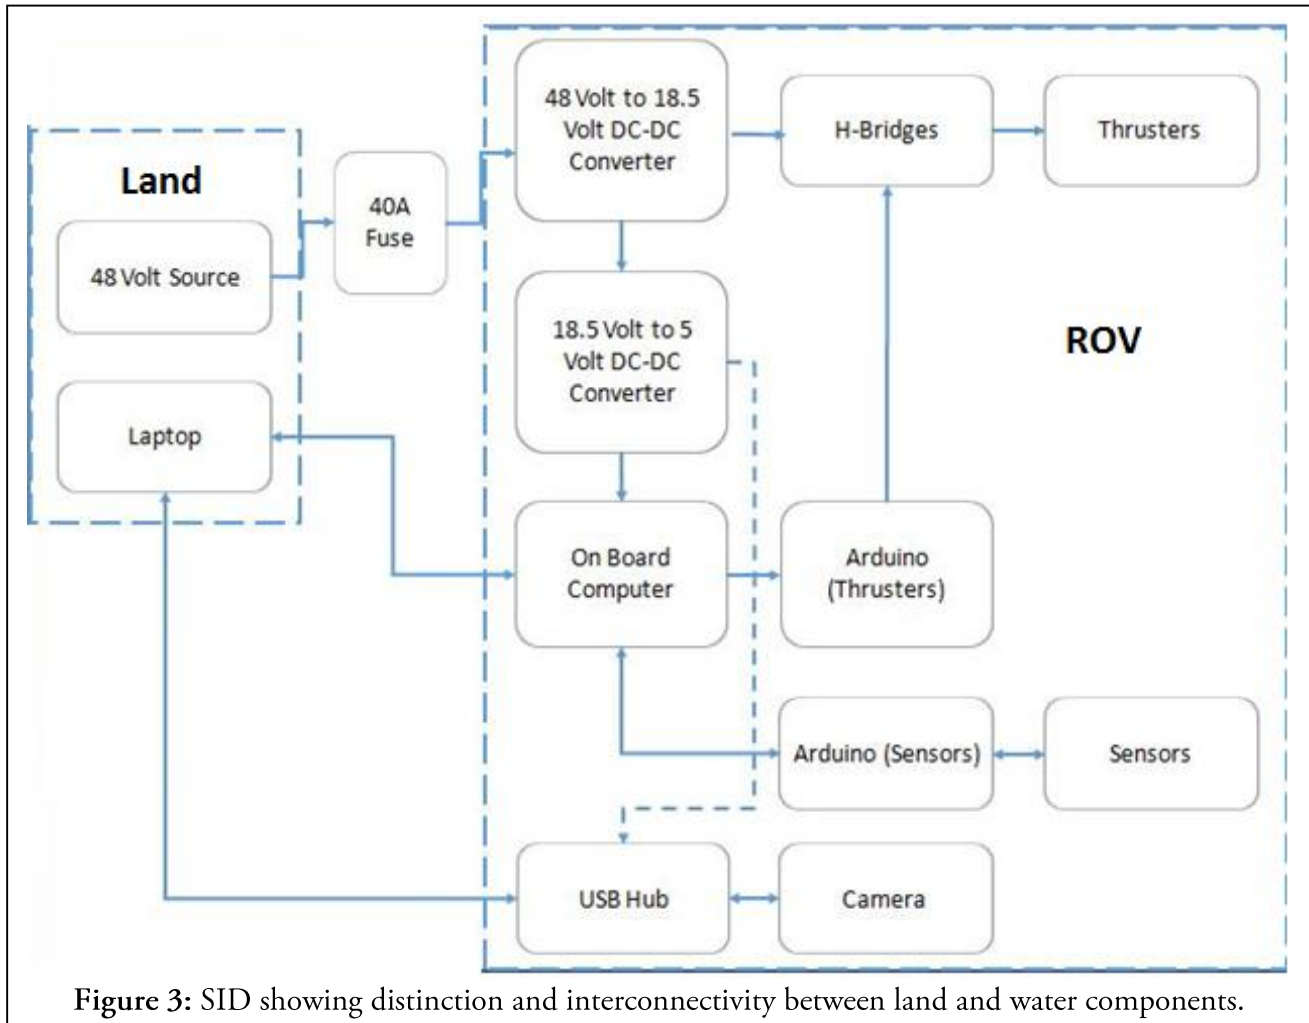 Land
48 Volt Source
Laptop
40A
Fuse
48 Volt to 18.5
Volt DC-DC
Converter
H-Bridges
Thrusters
18.5 Volt to 5
Volt DC-DC
Converter
ROV
On Board
Computer
Arduino
(Thrusters)
Arduino (Sensors)
Sensors
USB Hub
Camera
Figure 3: SID showing distinction and interconnectivity between land and water components.